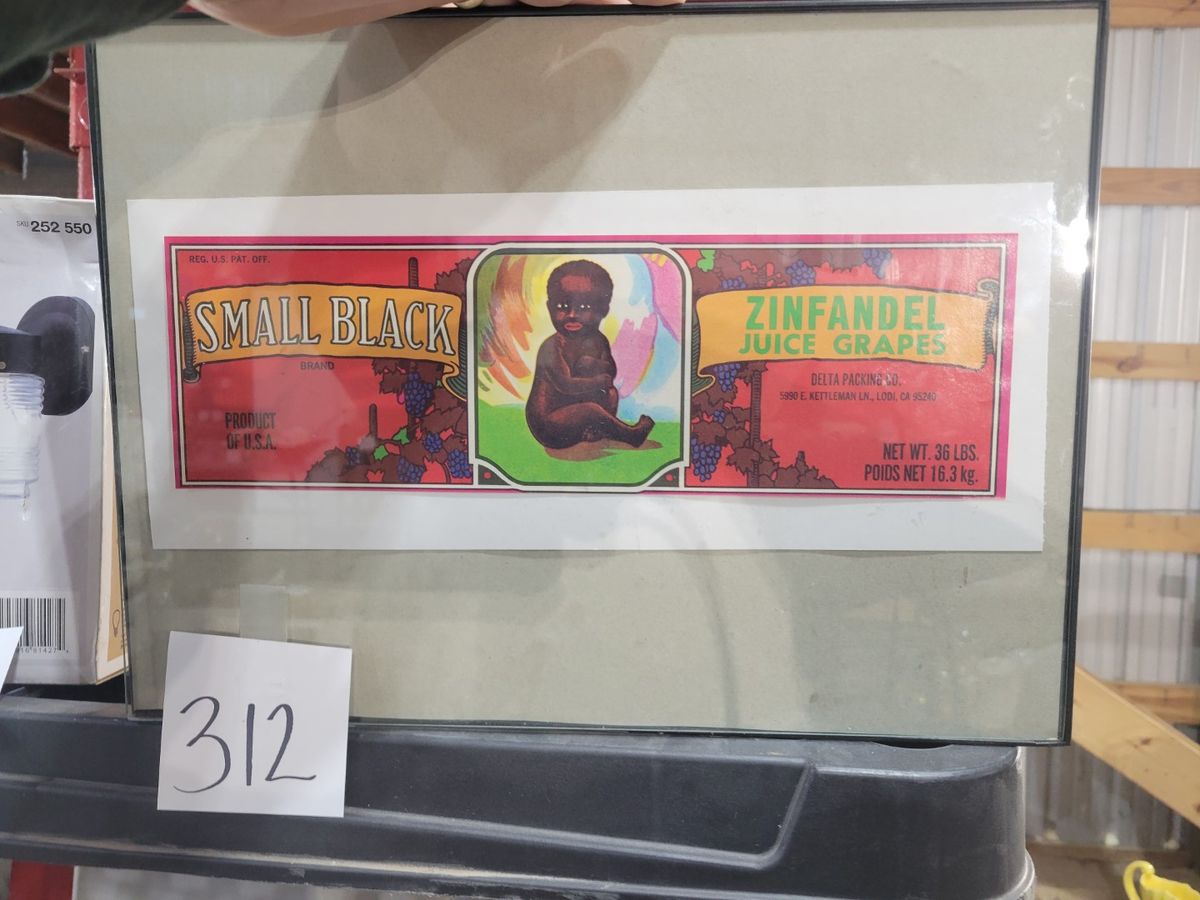 SKU 252 550
REG. U.S. PAT. OFF.
SMALL BLACK
BRAND
PRODUCT
OF U.S.A.
ZINFANDEL
JUICE GRAPES
DELTA PACKING CO.
5990 E. KETTLEMAN LN., LODI, CA 95240
NET WT. 36 LBS.
POIDS NET 16.3 kg.
312